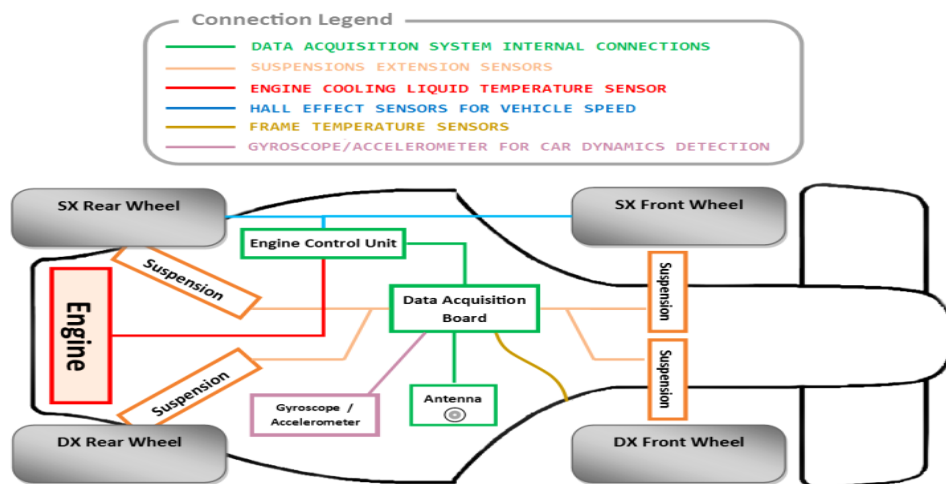 Connection Legend
DATA ACQUISITION SYSTEM INTERNAL CONNECTIONS
SUSPENSIONS EXTENSION SENSORS
ENGINE COOLING LIQUID TEMPERATURE SENSOR
HALL EFFECT SENSORS FOR VEHICLE SPEED
FRAME TEMPERATURE SENSORS
GYROSCOPE/ACCELEROMETER FOR CAR DYNAMICS DETECTION
SX Rear Wheel
SX Front Wheel
Engine Control Unit
Suspension
Suspension
Engine
Data Acquisition
Board
Suspension
Suspension
Gyroscope /
Accelerometer
Antenna
DX Rear Wheel
DX Front Wheel